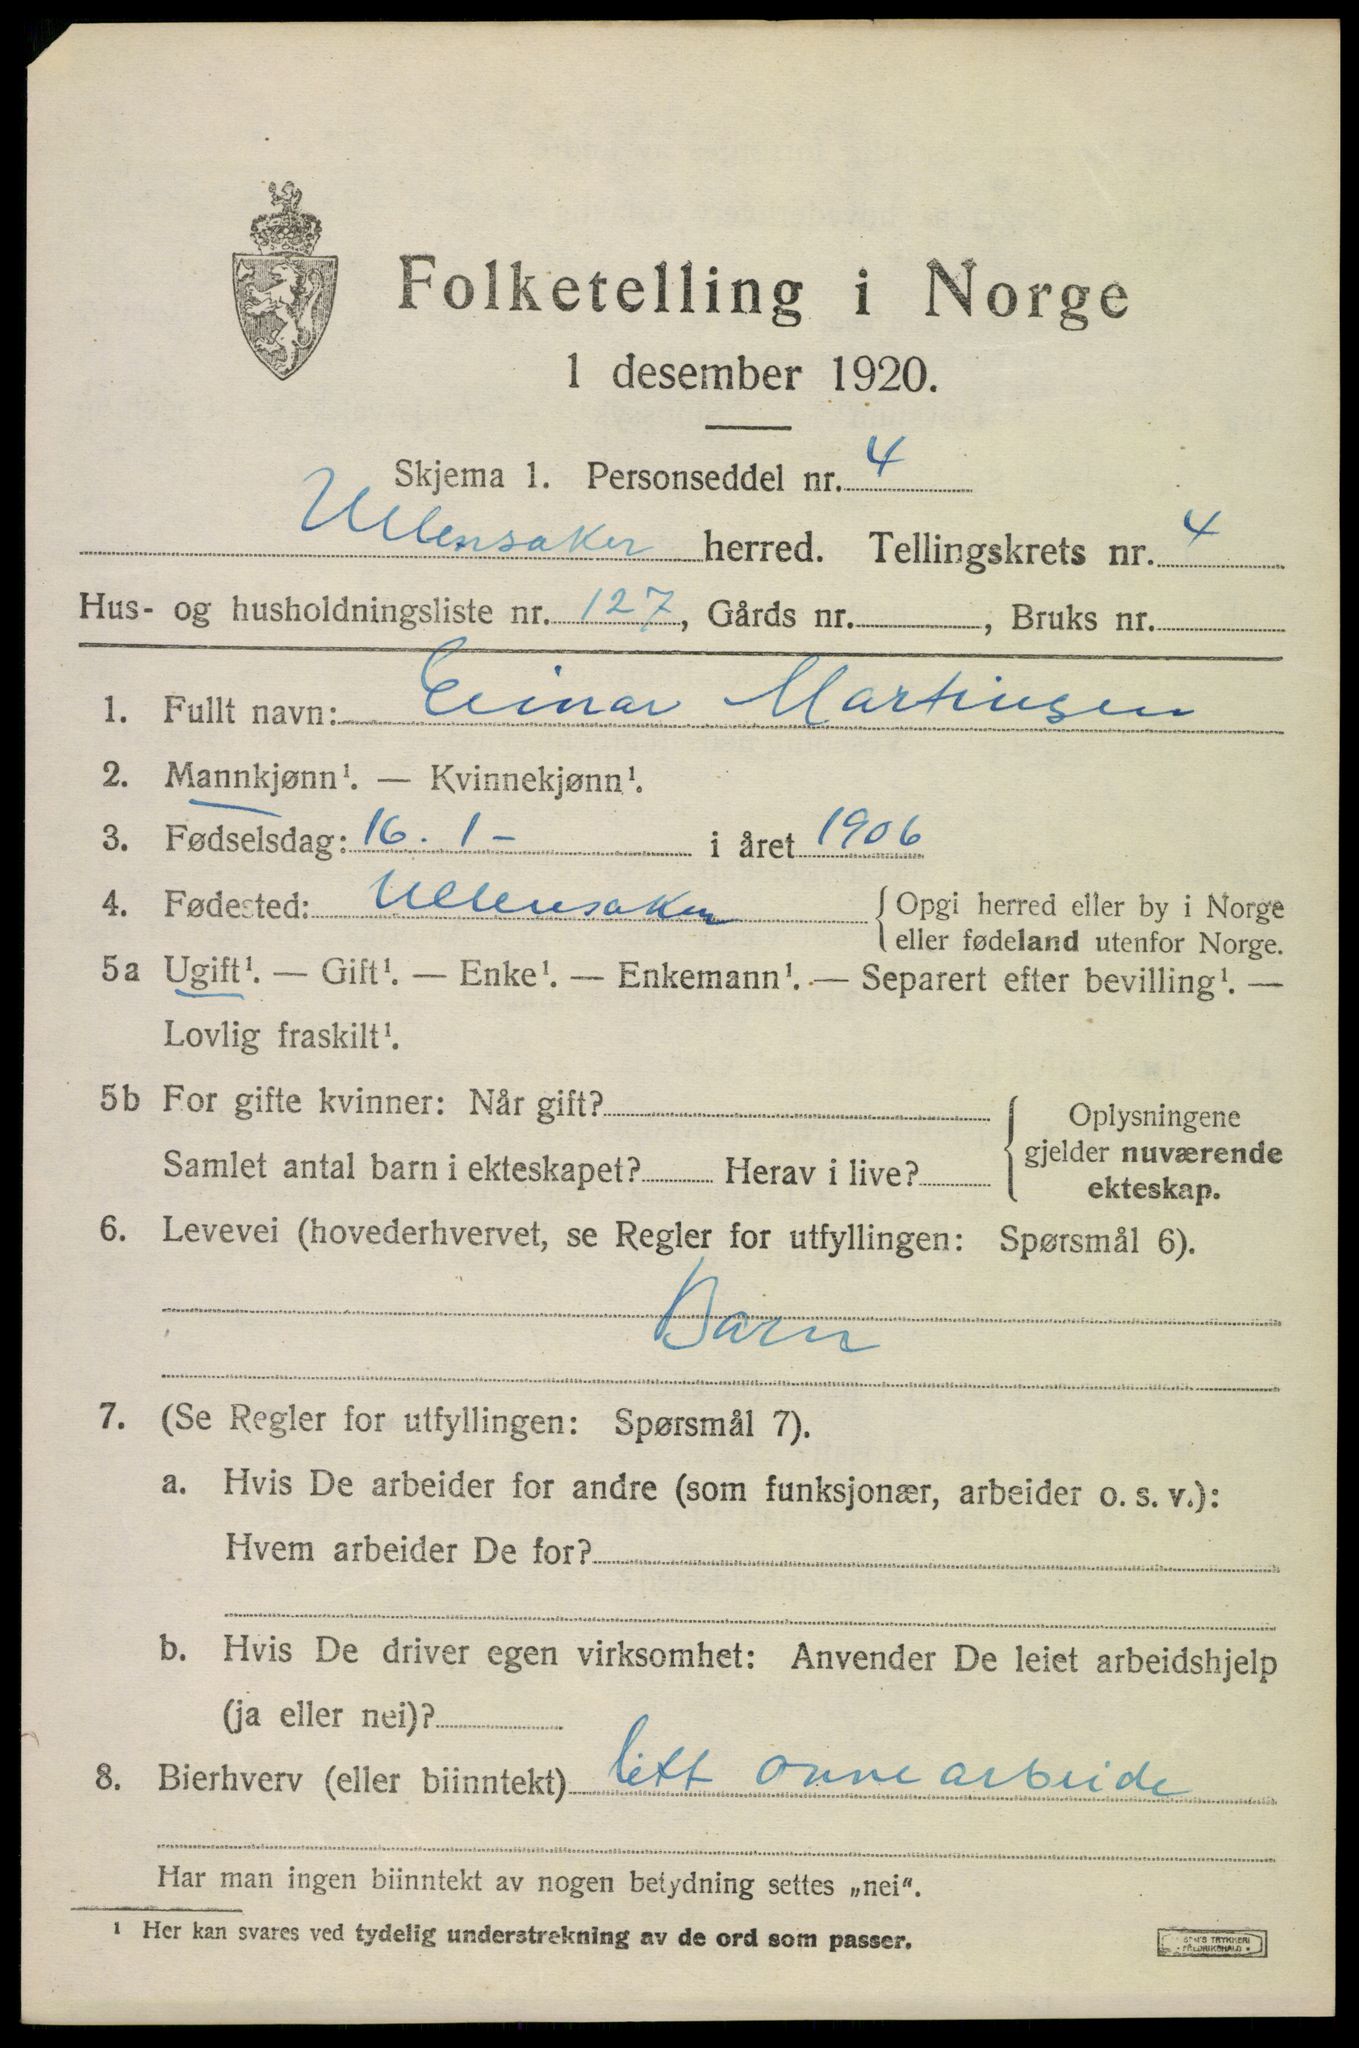 Folketelling i Norge
1 desember 1920.
Skjema 1. Personseddel nr. 4
Ullensaker herred. Tellingskrets nr. 4
Hus- og husholdningsliste nr. 127, Gårds nr. , Bruks nr.
1. Fullt navn: Einar Martinsen
2. Mannkjønn¹. — Kvinnekjønn¹.
3. Fødselsdag: 16. 1 - i året 1906
4. Fødested: Ullensaker { Opgi herred eller by i Norge
eller fødeland utenfor Norge.
5a Ugift¹. — Gift¹. — Enke¹. — Enkemann¹. — Separert efter bevilling¹. —
Lovlig fraskilt¹.
5b For gifte kvinner: Når gift?
Samlet antal barn i ekteskapet? Herav i live?
{ Oplysningene
gjelder nuværende
ekteskap.
6. Levevei (hovederhvervet, se Regler for utfyllingen: Spørsmål 6).
Barn
7. (Se Regler for utfyllingen: Spørsmål 7).
a. Hvis De arbeider for andre (som funksjonær, arbeider o. s. v.):
Hvem arbeider De for?
b. Hvis De driver egen virksomhet: Anvender De leiet arbeidshjelp
(ja eller nei)?
8. Bierhverv (eller biinntekt) litt onnearbeide
Har man ingen biinntekt av nogen betydning settes „nei“.
¹ Her kan svares ved tydelig understrekning av de ord som passer.
TRYKKERI
FREDRIKSHALD